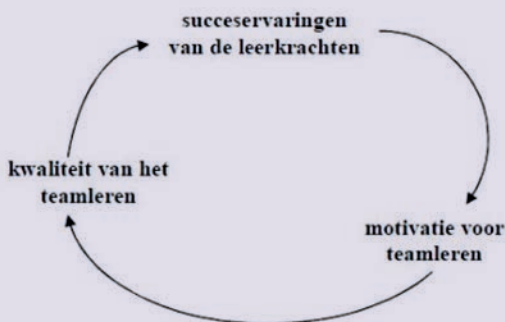 succeservaringen
van de leerkrachten
kwaliteit van het
teamleren
motivatie voor
teamleren